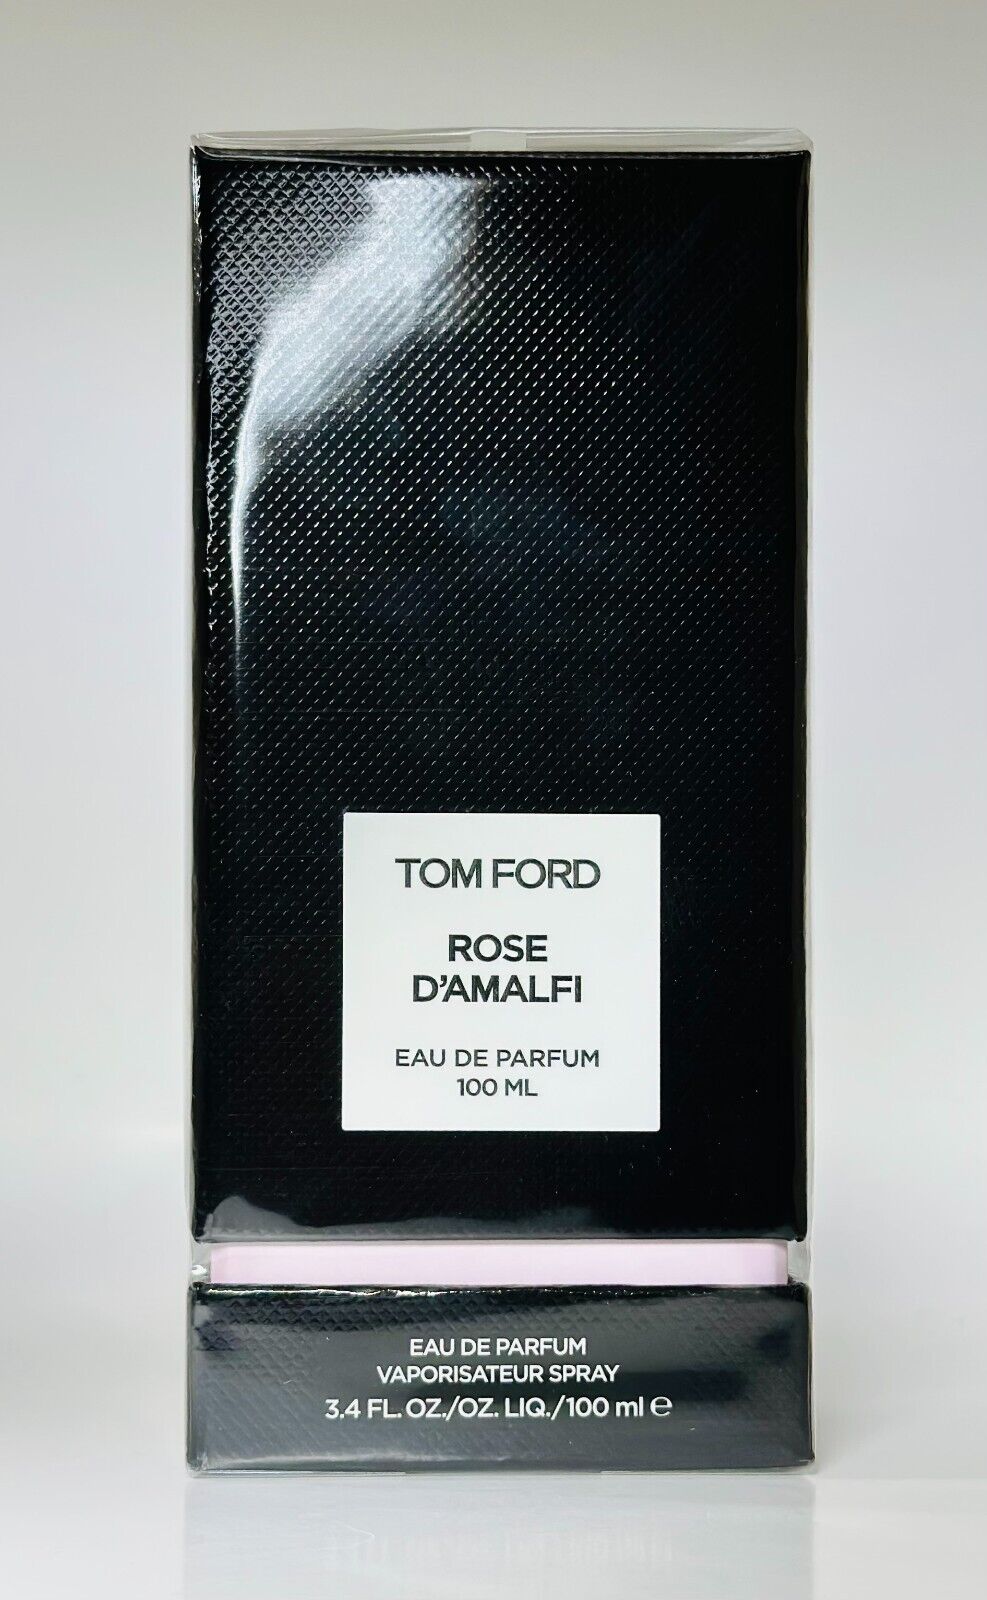 TOM FORD
ROSE
D'AMALFI
EAU DE PARFUM
100 ML
EAU DE PARFUM
VAPORISATEUR SPRAY
3.4 FL. OZ./OZ. LIQ./100 ml ℮